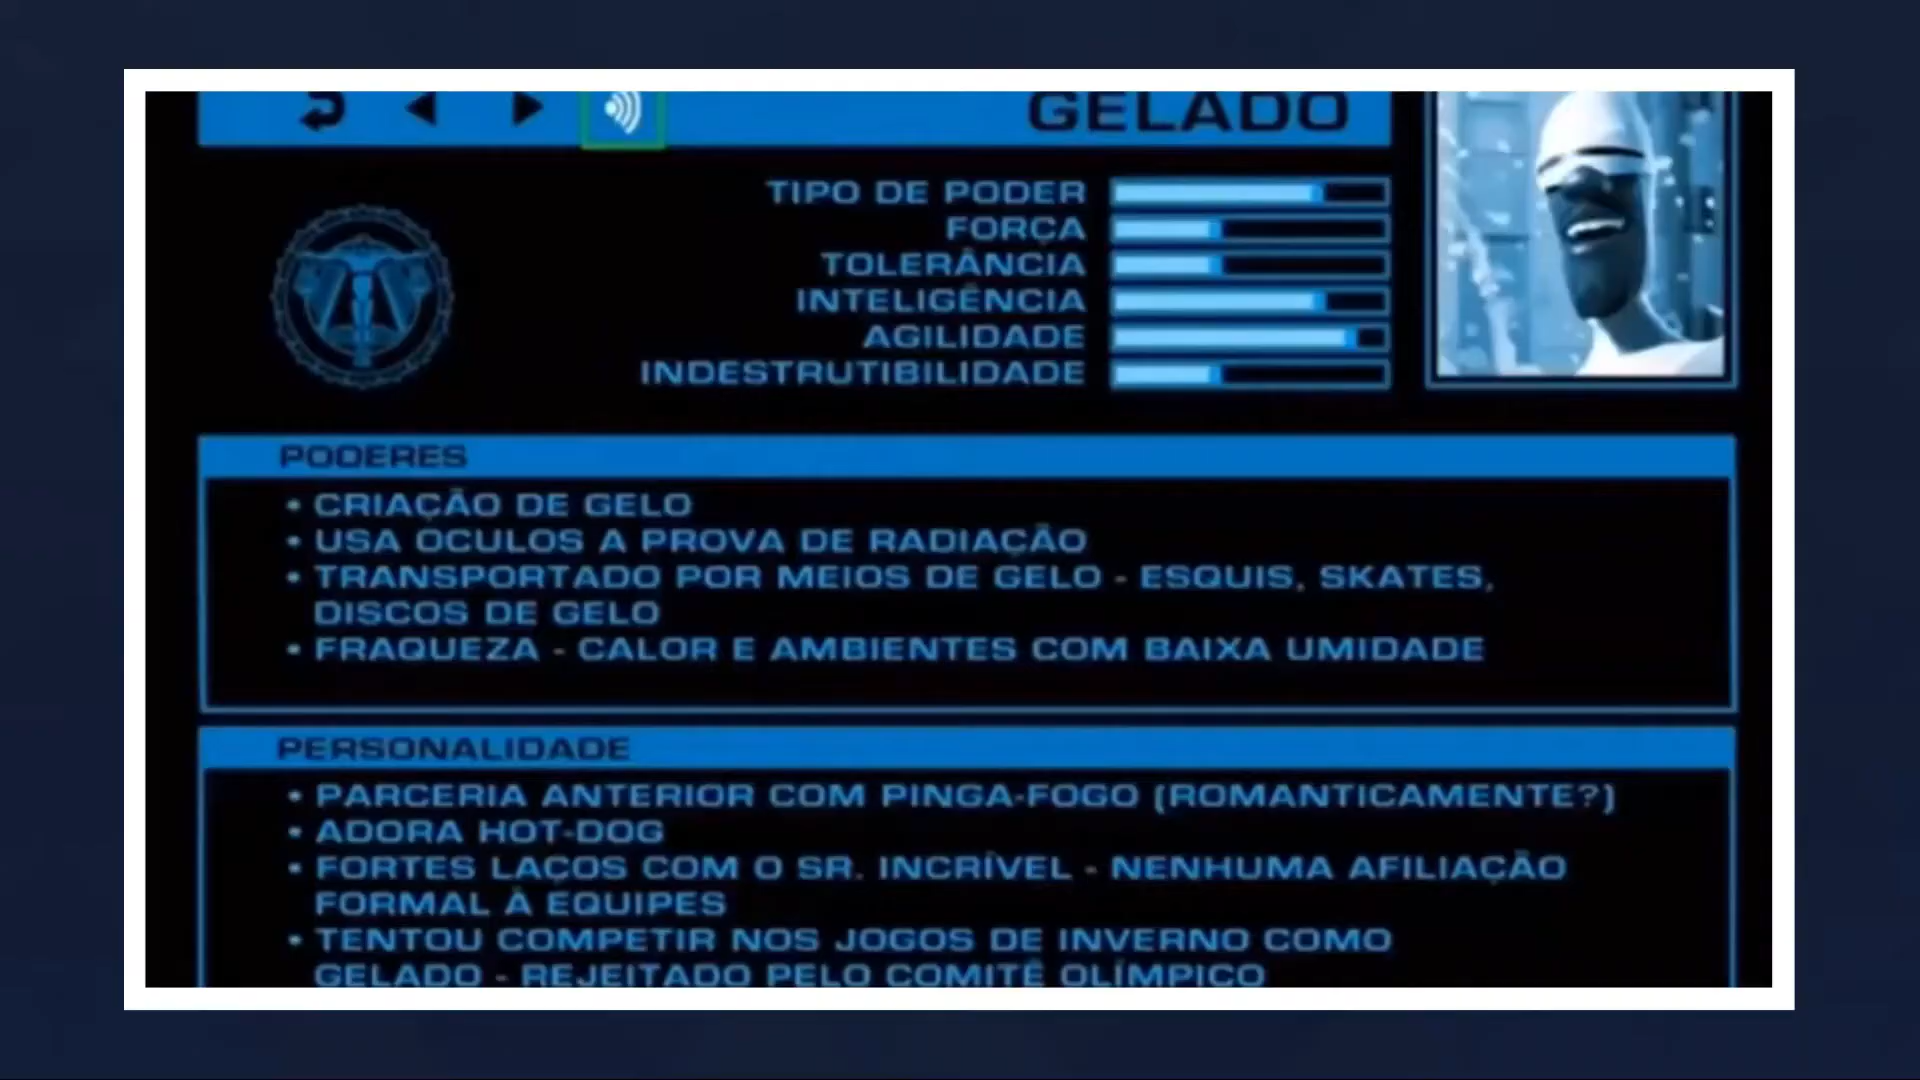 GELADO
TIPO DE PODER
FORÇA
TOLERÂNCIA
INTELIGÊNCIA
AGILIDADE
INDESTRUTIBILIDADE
PODERES
• CRIAÇÃO DE GELO
• USA ÓCULOS A PROVA DE RADIAÇÃO
• TRANSPORTADO POR MEIOS DE GELO - ESQUIS, SKATES,
DISCOS DE GELO
• FRAQUEZA - CALOR E AMBIENTES COM BAIXA UMIDADE
PERSONALIDADE
• PARCERIA ANTERIOR COM PINGA-FOGO (ROMANTICAMENTE?)
• ADORA HOT-DOG
• FORTES LAÇOS COM O SR. INCRÍVEL - NENHUMA AFILIAÇÃO
FORMAL À EQUIPES
• TENTOU COMPETIR NOS JOGOS DE INVERNO COMO
GELADO - REJEITADO PELO COMITÊ OLÍMPICO